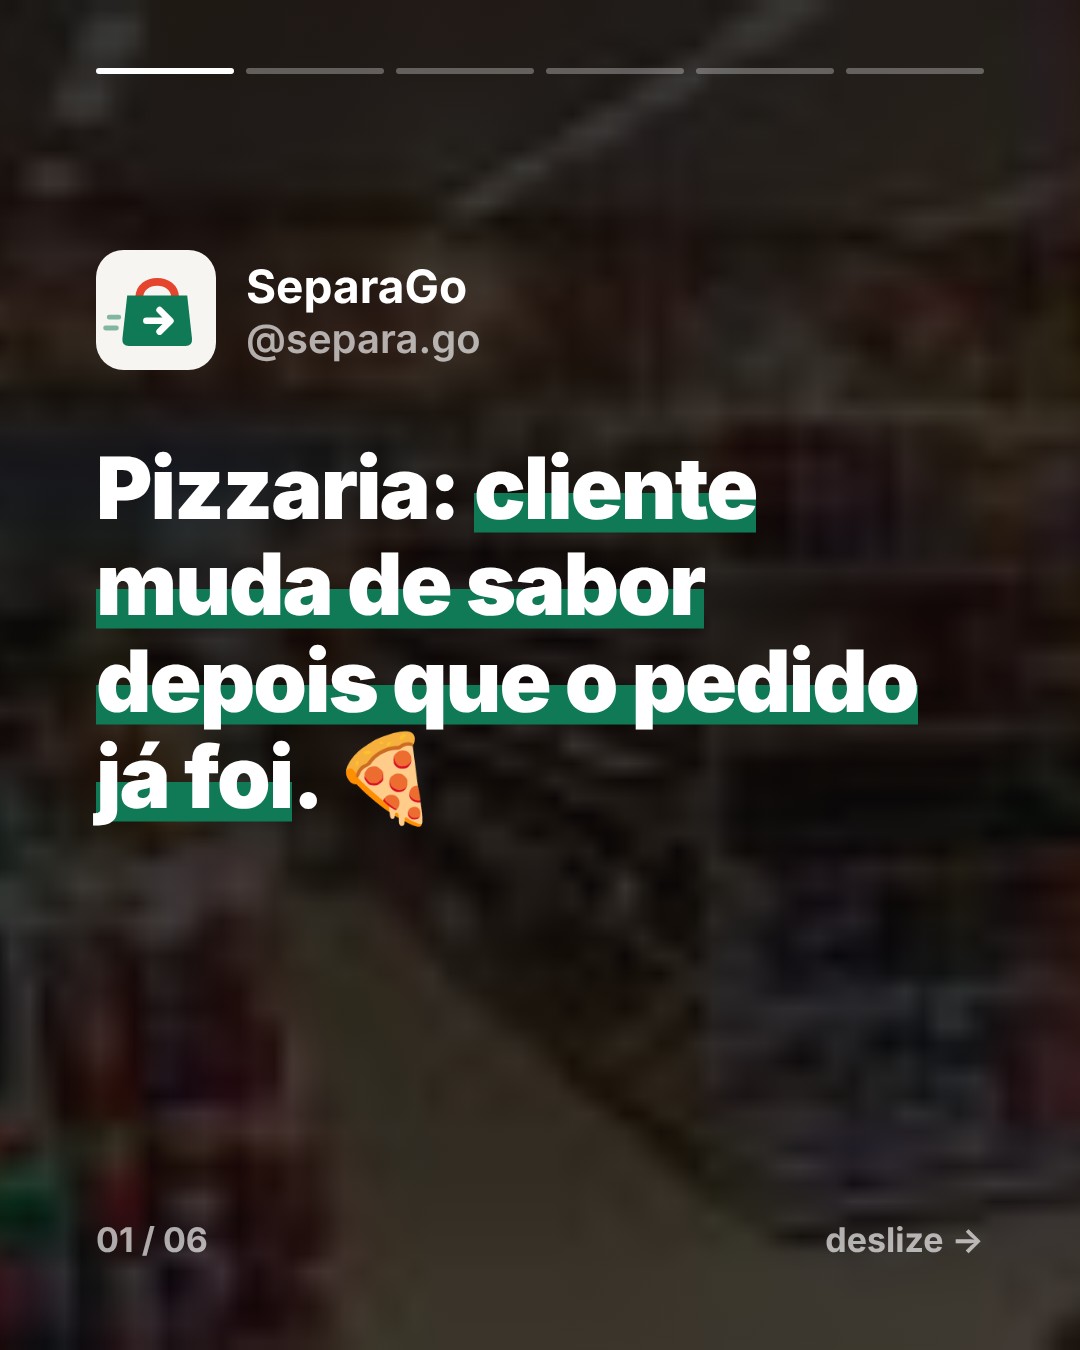 SeparaGo
@separa.go
Pizzaria: cliente
muda de sabor
depois que o pedido
já foi. 🍕
01 / 06
deslize →